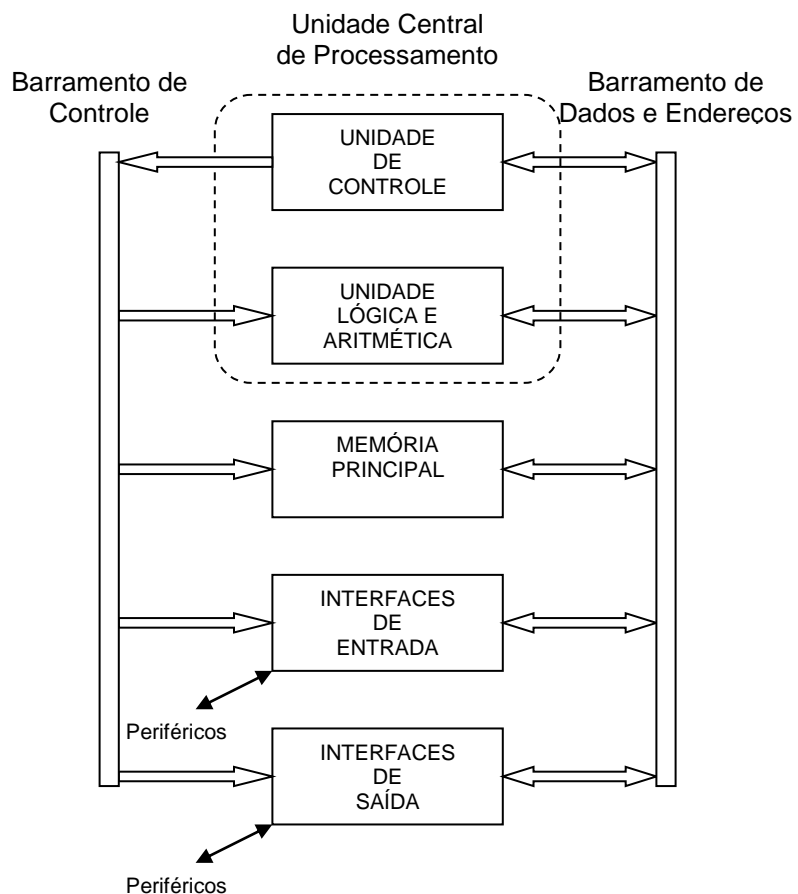 Unidade Central
de Processamento
Barramento de
Controle
Barramento de
Dados e Endereços
UNIDADE
DE
CONTROLE
UNIDADE
LÓGICA E
ARITMÉTICA
MEMÓRIA
PRINCIPAL
INTERFACES
DE
ENTRADA
Periféricos
INTERFACES
DE
SAÍDA
Periféricos